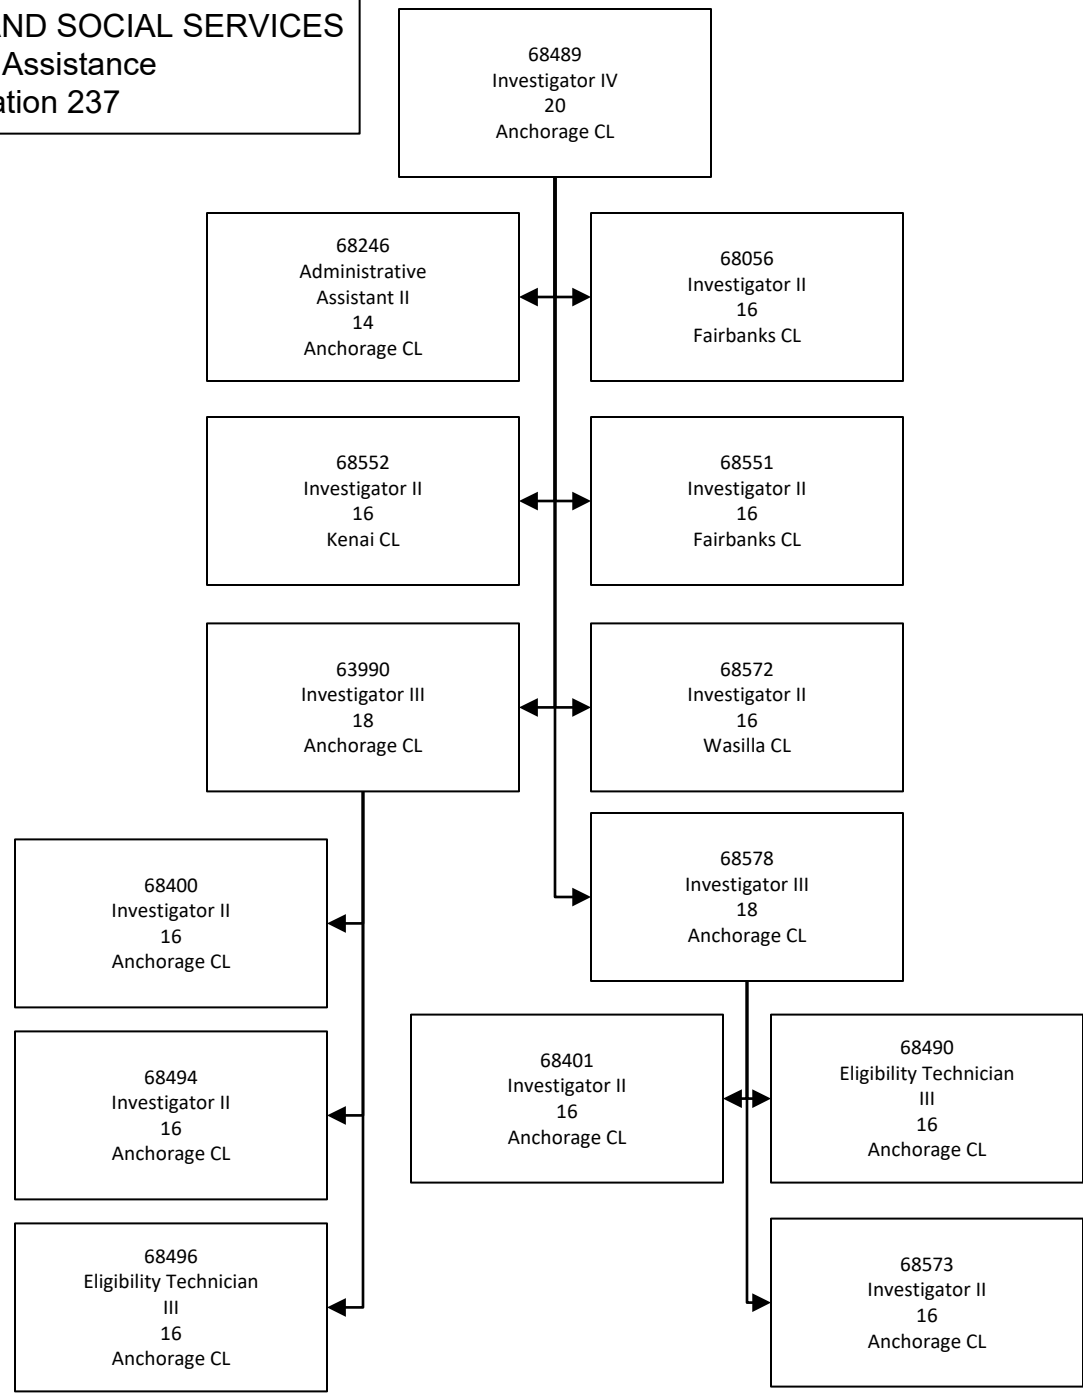 AND SOCIAL SERVICES
Assistance
ation 237
68489
Investigator IV
20
Anchorage CL
68246
Administrative
Assistant II
14
Anchorage CL
68056
Investigator II
16
Fairbanks CL
68552
Investigator II
16
Kenai CL
68551
Investigator II
16
Fairbanks CL
63990
Investigator III
18
Anchorage CL
68572
Investigator II
16
Wasilla CL
68400
Investigator II
16
Anchorage CL
68578
Investigator III
18
Anchorage CL
68494
Investigator II
16
Anchorage CL
68401
Investigator II
16
Anchorage CL
68490
Eligibility Technician
III
16
Anchorage CL
68496
Eligibility Technician
III
16
Anchorage CL
68573
Investigator II
16
Anchorage CL